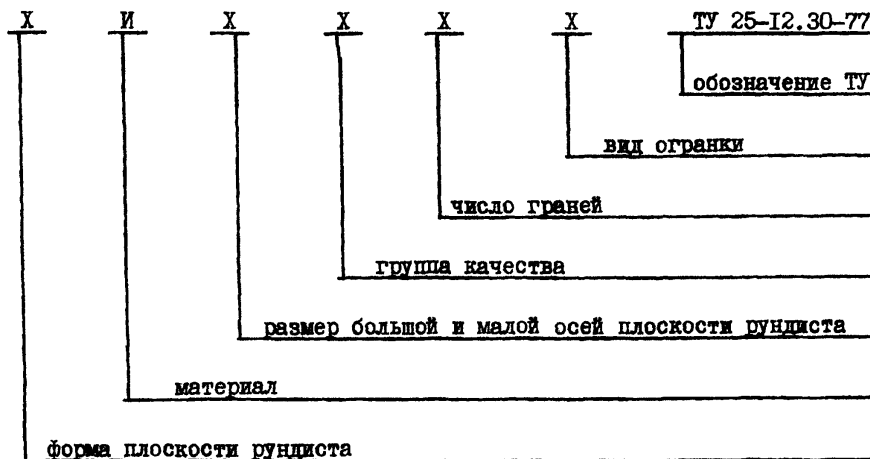 Х И Х Х Х Х ТУ 25-I2.30-77
обозначение ТУ
вид огранки
число граней
группа качества
размер большой и малой осей плоскости рундиста
материал
форма плоскости рундиста